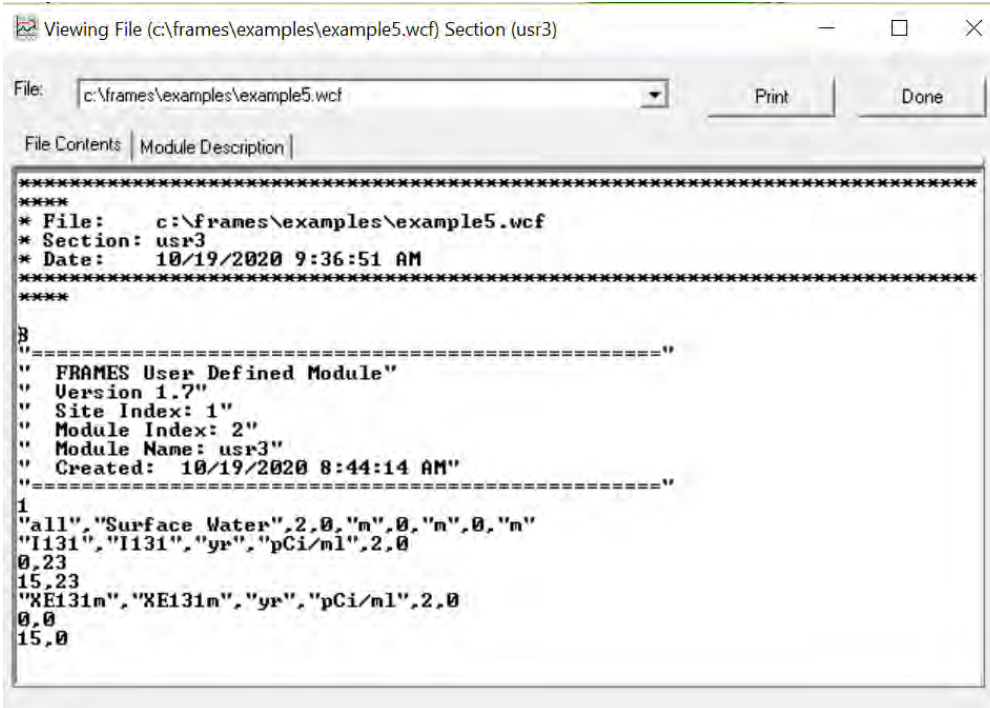 Viewing File (c:\frames\examples\example5.wcf) Section (usr3)
File: c:\frames\examples\example5.wcf Print Done
File Contents Module Description
****************************************************************************
****
* File:    c:\frames\examples\example5.wcf
* Section: usr3
* Date:    10/19/2020 9:36:51 AM
****************************************************************************
****
8
"=================================================="
"  FRAMES User Defined Module"
"  Version 1.7"
"  Site Index: 1"
"  Module Index: 2"
"  Module Name: usr3"
"  Created:  10/19/2020 8:44:14 AM"
"=================================================="
1
"all","Surface Water",2,0,"m",0,"m",0,"m"
"I131","I131","yr","pCi/ml",2,0
0,23
15,23
"XE131m","XE131m","yr","pCi/ml",2,0
0,0
15,0